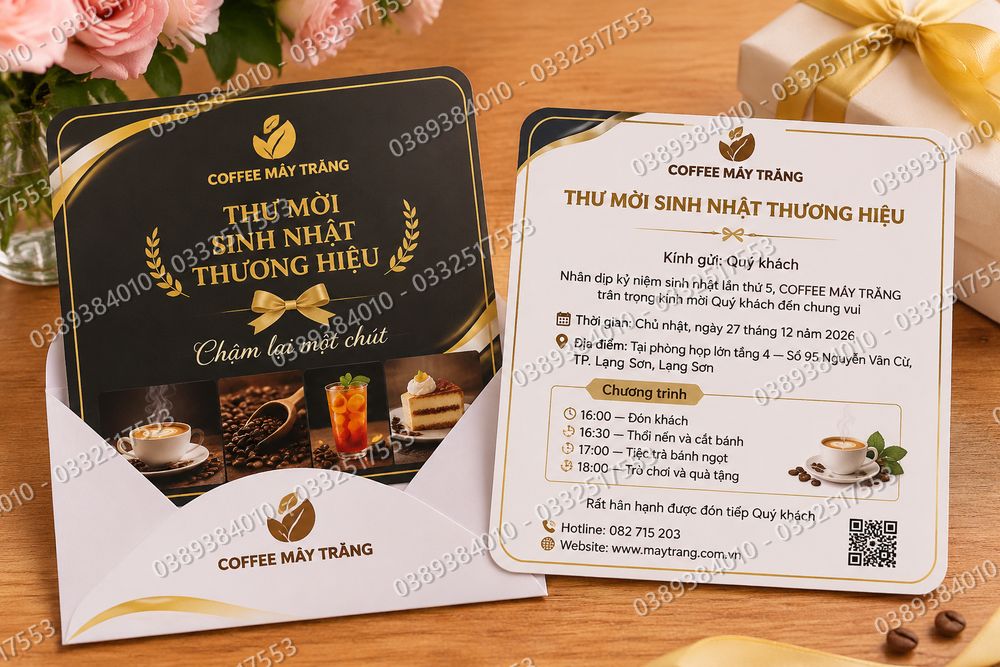 COFFEE MÂY TRĂNG
THƯ MỜI
SINH NHẬT
THƯƠNG HIỆU
Chậm lại một chút
COFFEE MÂY TRĂNG
COFFEE MÂY TRĂNG
THƯ MỜI SINH NHẬT THƯƠNG HIỆU
Kính gửi: Quý khách
Nhân dịp kỷ niệm sinh nhật lần thứ 5, COFFEE MÂY TRĂNG
trân trọng kính mời Quý khách đến chung vui
Thời gian: Chủ nhật, ngày 27 tháng 12 năm 2026
Địa điểm: Tại phòng họp lớn tầng 4 — Số 95 Nguyễn Văn Cừ,
TP. Lạng Sơn, Lạng Sơn
Chương trình
16:00 — Đón khách
16:30 — Thổi nến và cắt bánh
17:00 — Tiệc trà bánh ngọt
18:00 — Trò chơi và quà tặng
Rất hân hạnh được đón tiếp Quý khách
Hotline: 082 715 203
Website: www.maytrang.com.vn
0389384010 - 0332517553